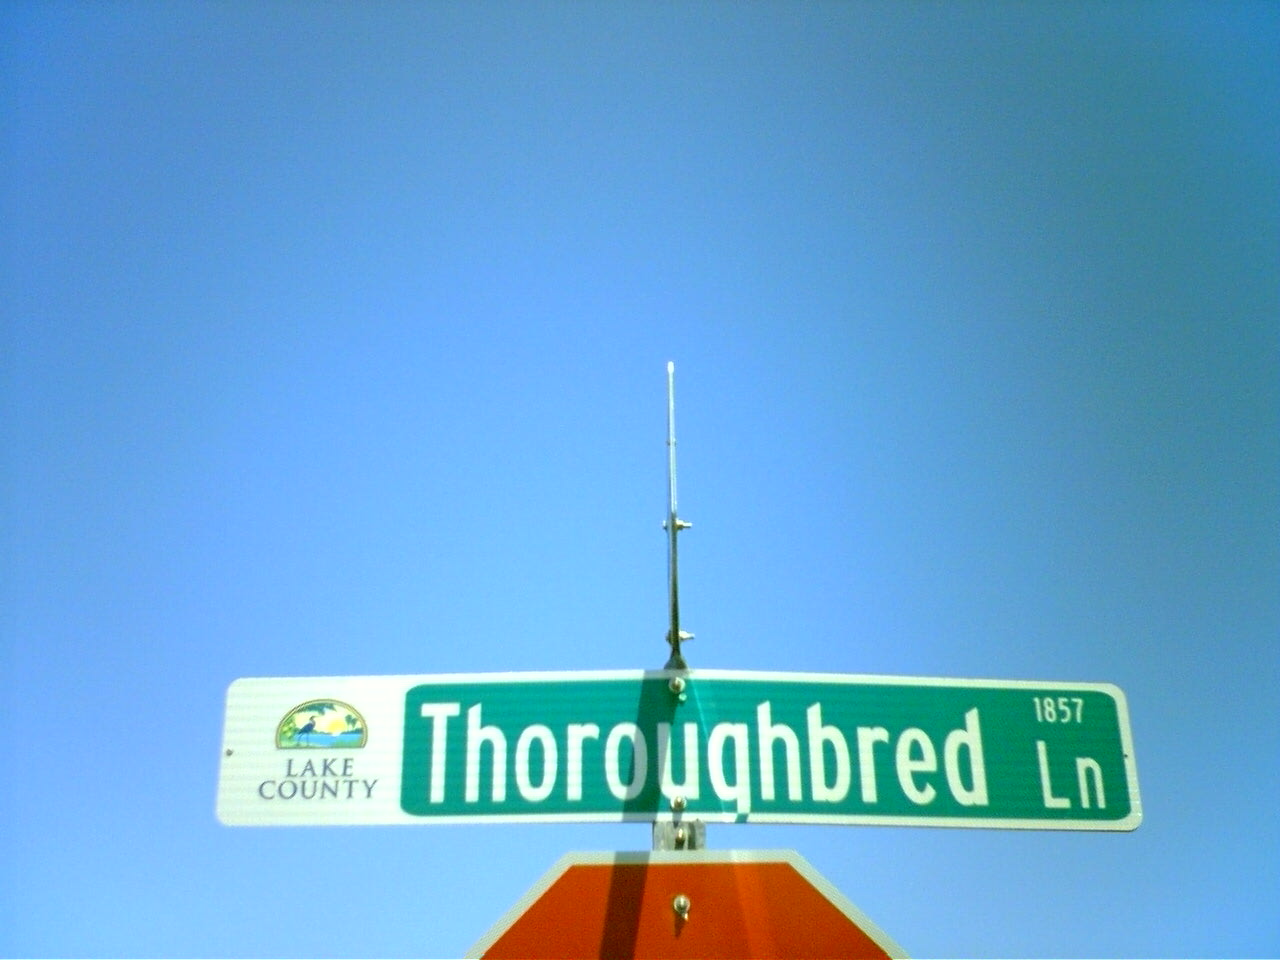 LAKE
COUNTY
Thoroughbred
1857
Ln